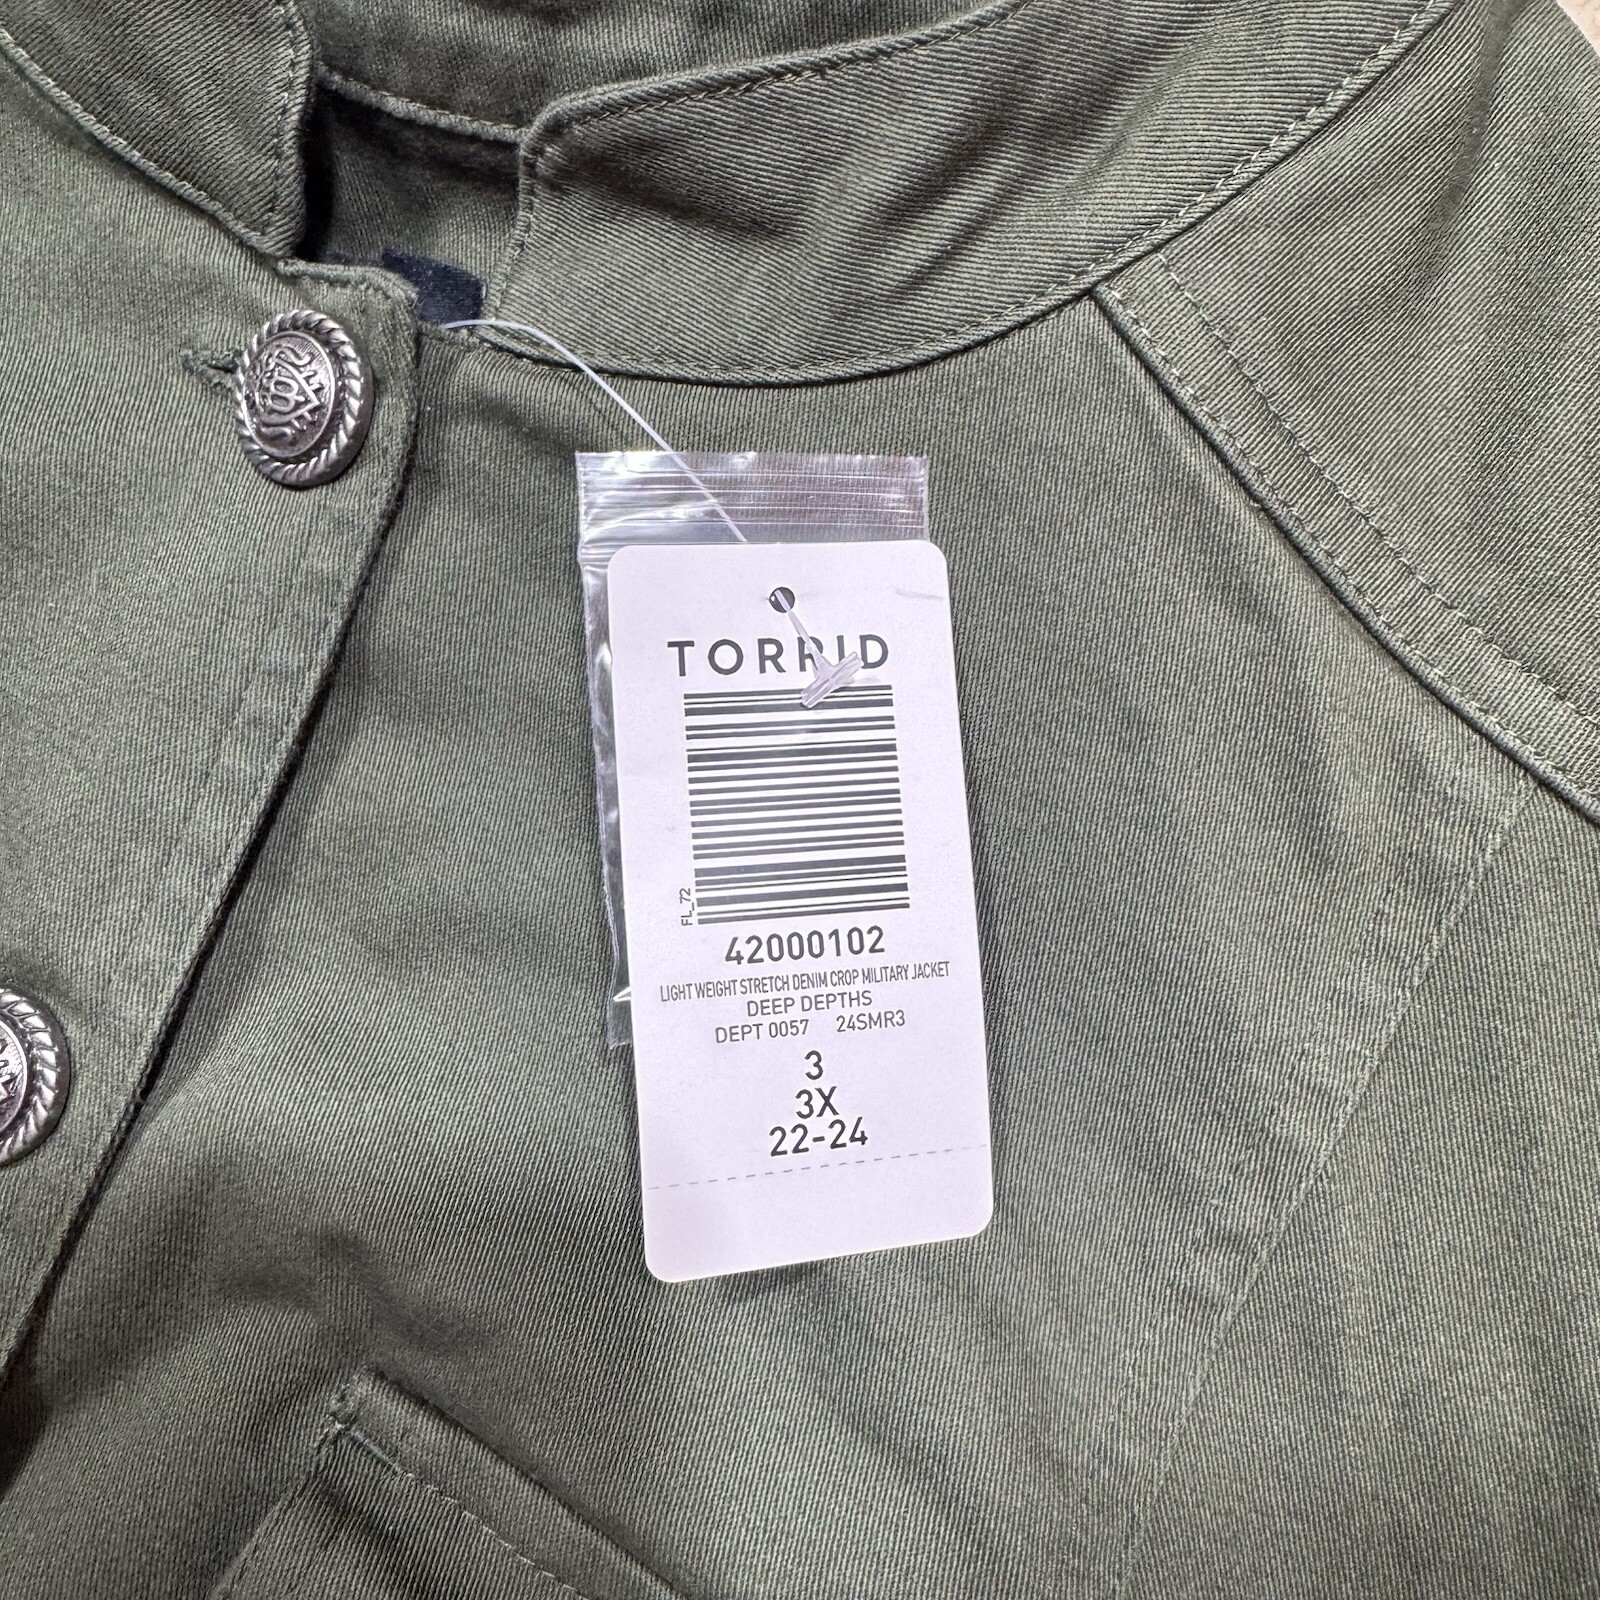 TORRID
FL_72
42000102
LIGHT WEIGHT STRETCH DENIM CROP MILITARY JACKET
DEEP DEPTHS
DEPT 0057 24SMR3
3
3X
22-24